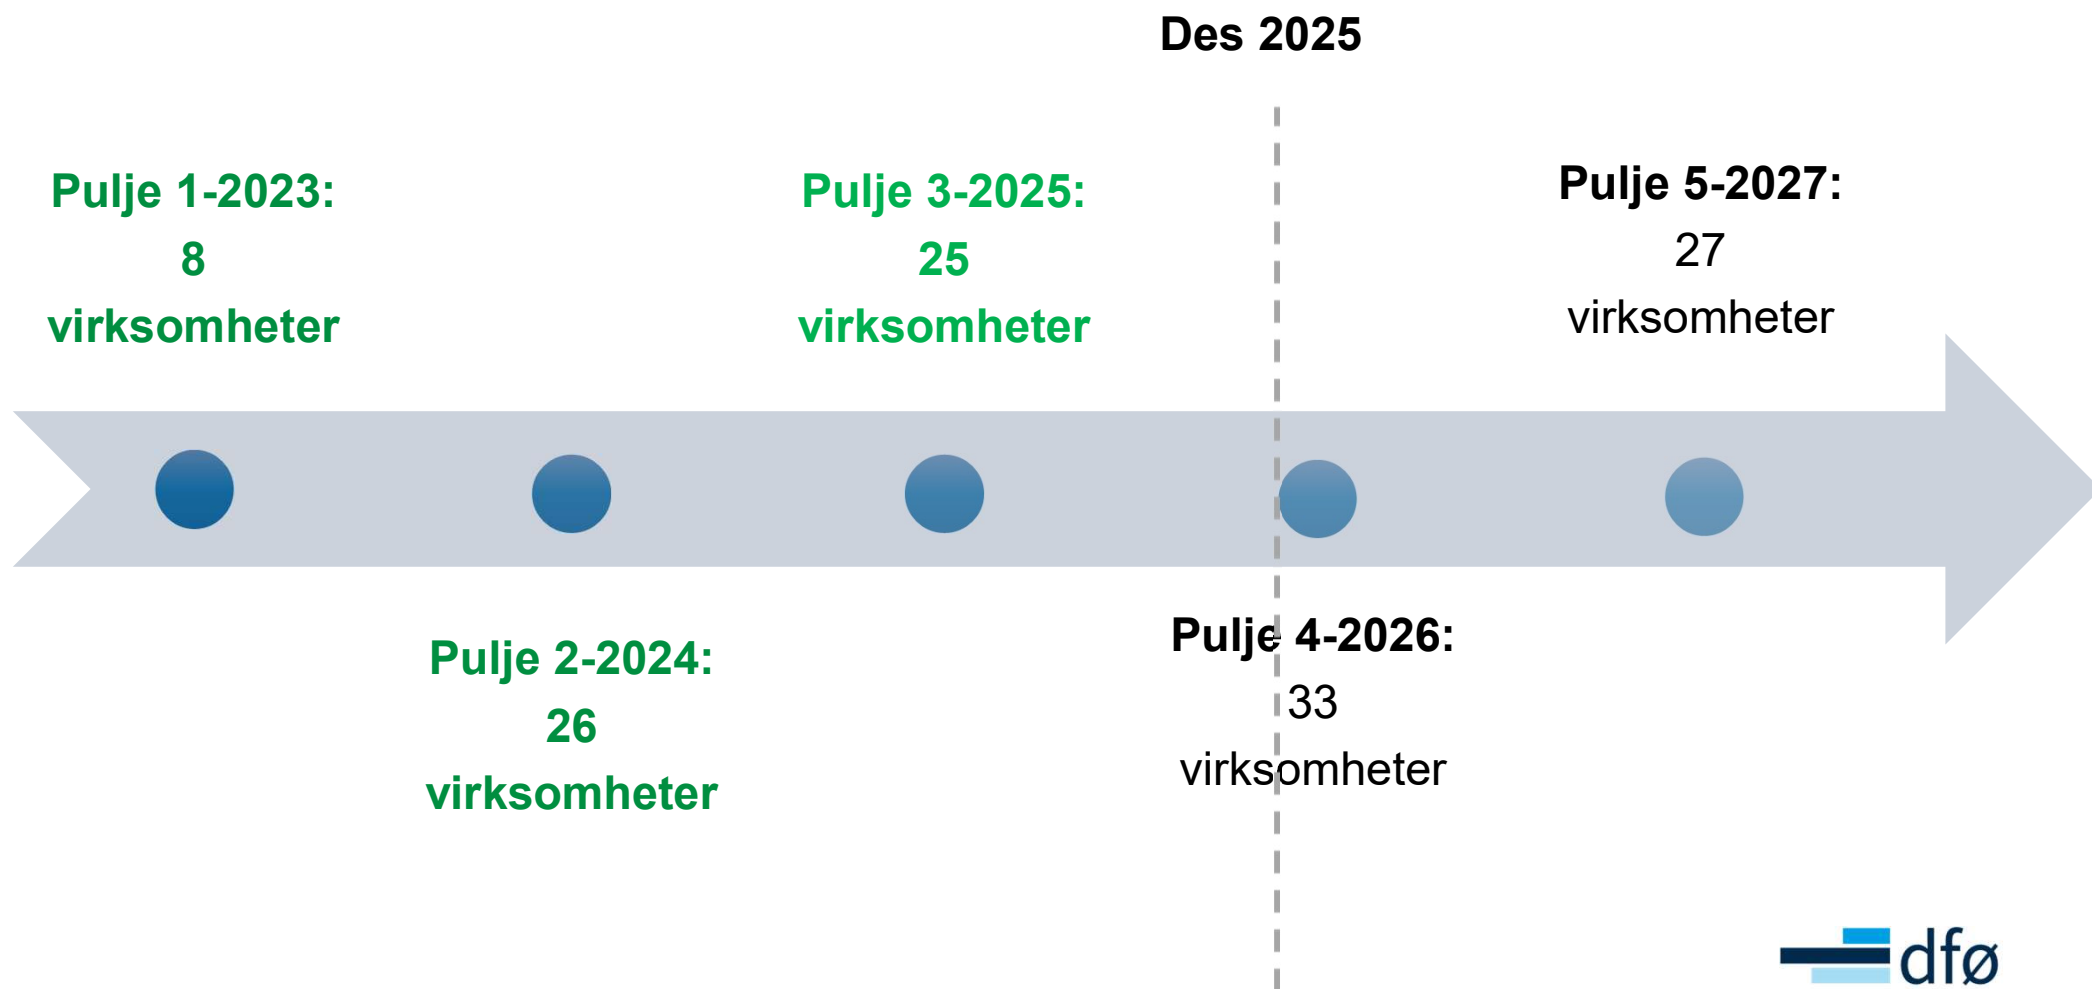 Des 2025
Pulje 1-2023:
8
virksomheter
Pulje 3-2025:
25
virksomheter
Pulje 5-2027:
27
virksomheter
Pulje 2-2024:
26
virksomheter
Pulje 4-2026:
33
virksomheter
dfø